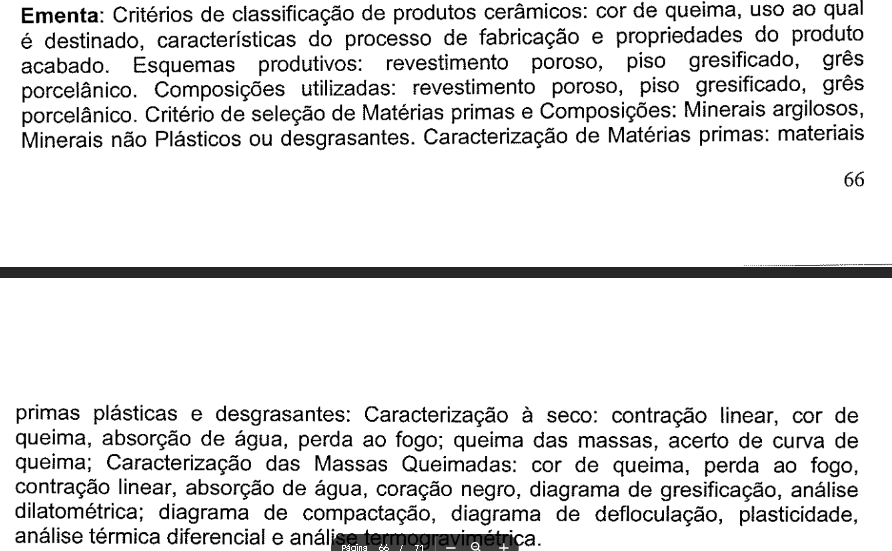 Ementa: Critérios de classificação de produtos cerâmicos: cor de queima, uso ao qual
é destinado, características do processo de fabricação e propriedades do produto
acabado. Esquemas produtivos: revestimento poroso, piso gresificado, grês
porcelânico. Composições utilizadas: revestimento poroso, piso gresificado, grês
porcelânico. Critério de seleção de Matérias primas e Composições: Minerais argilosos,
Minerais não Plásticos ou desgrasantes. Caracterização de Matérias primas: materiais
66
primas plásticas e desgrasantes: Caracterização à seco: contração linear, cor de
queima, absorção de água, perda ao fogo; queima das massas, acerto de curva de
queima; Caracterização das Massas Queimadas: cor de queima, perda ao fogo,
contração linear, absorção de água, coração negro, diagrama de gresificação, análise
dilatométrica; diagrama de compactação, diagrama de defloculação, plasticidade,
análise térmica diferencial e análise termogravimétrica.
Página 66 / 71